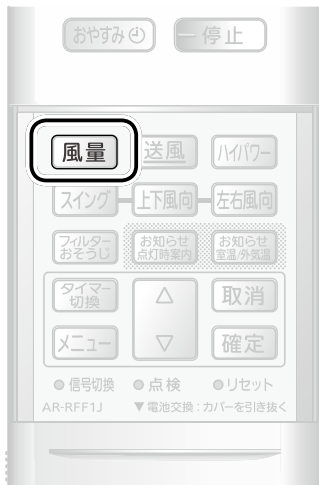 おやすみ 停止
風量 送風 ハイパワー
スイング 上下風向 左右風向
フィルター おそうじ お知らせ 点灯時案内 お知らせ 室温/外気温
タイマー 切換 △ 取消
メニュー ▽ 確定
信号切換 点検 リセット
AR-RFF1J ▼電池交換:カバーを引き抜く